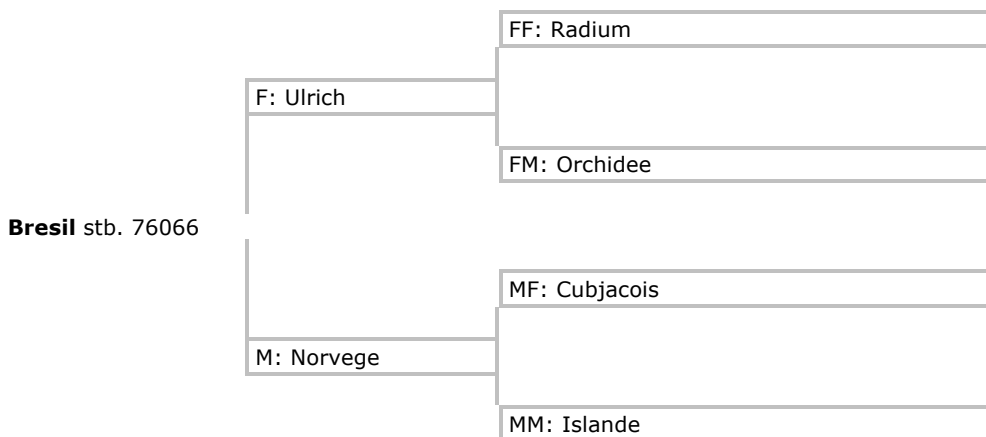 FF: Radium
F: Ulrich
FM: Orchidee
Bresil stb. 76066
MF: Cubjacois
M: Norvege
MM: Islande